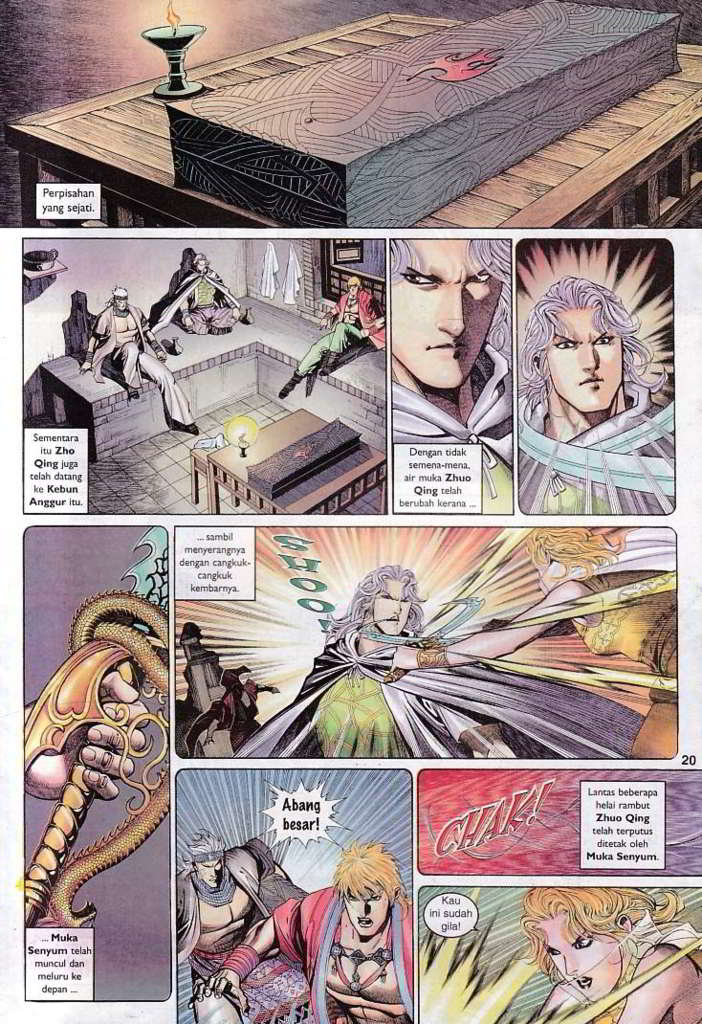 Perpisahan
yang sejati.
Sementara
itu Zho
Qing juga
telah datang
ke Kebun
Anggur itu.
Dengan tidak
semena-mena,
air muka Zhuo
Qing telah
berubah kerana ...
... sambil
menyerangnya
dengan cangkuk-
cangkuk
kembarnya.
SHOOO
20
... Muka
Senyum telah
muncul dan
meluru ke
depan ...
Abang
besar!
CHAK!
Lantas beberapa
helai rambut
Zhuo Qing
telah terputus
ditetak oleh
Muka Senyum.
Kau
ini sudah
gila!